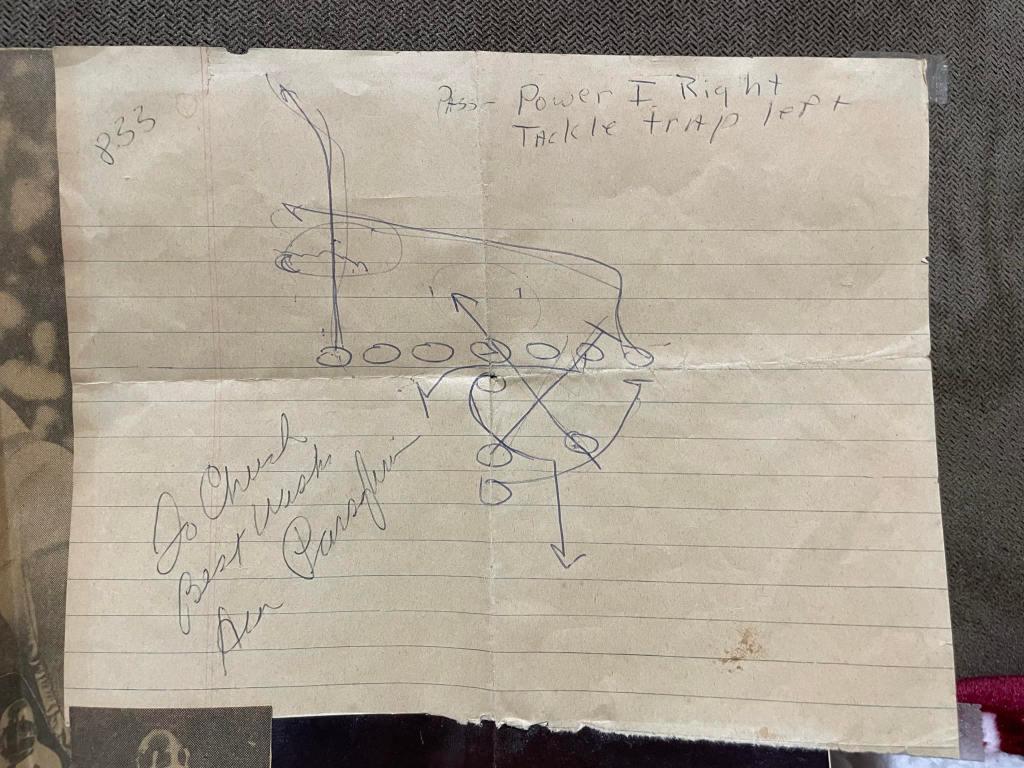 833
Pass - Power I Right
Tackle trap left
To Chuck
Best Wishes
Ara Parseghian